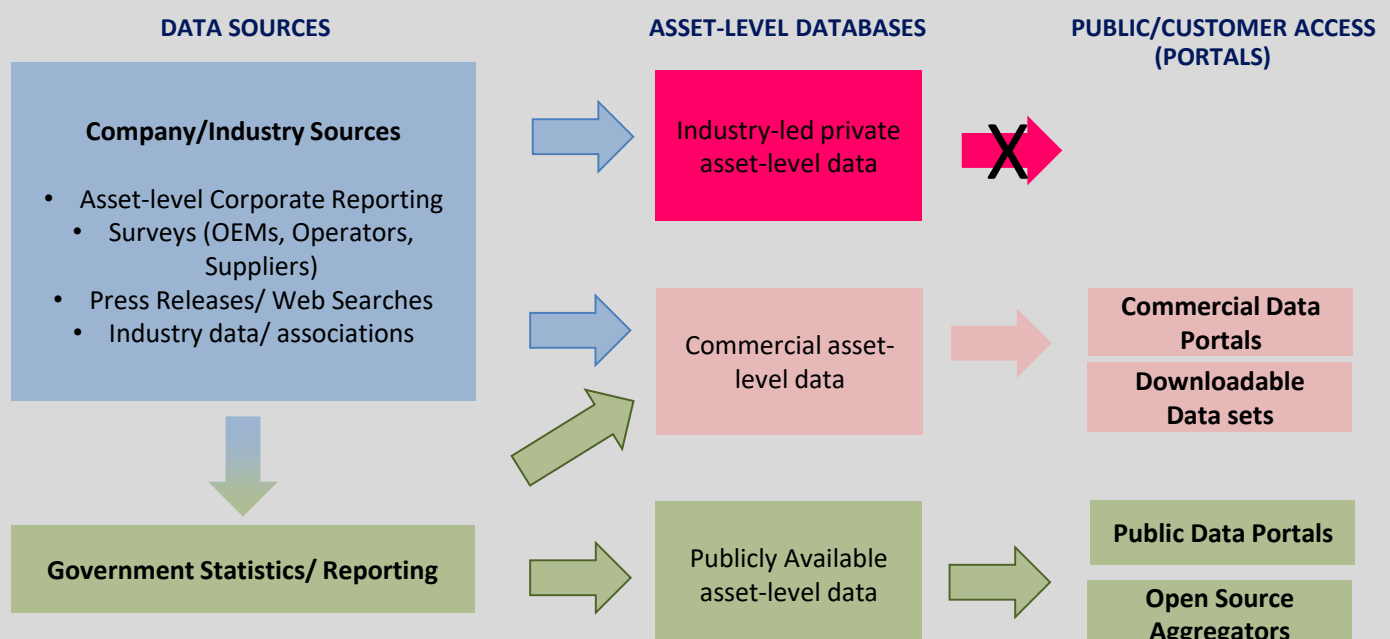 DATA SOURCES
ASSET-LEVEL DATABASES
PUBLIC/CUSTOMER ACCESS
(PORTALS)
Company/Industry Sources
• Asset-level Corporate Reporting
• Surveys (OEMs, Operators,
Suppliers)
• Press Releases/ Web Searches
• Industry data/ associations
Government Statistics/ Reporting
Industry-led private
asset-level data
X
Commercial asset-
level data
Publicly Available
asset-level data
Commercial Data
Portals
Downloadable
Data sets
Public Data Portals
Open Source
Aggregators